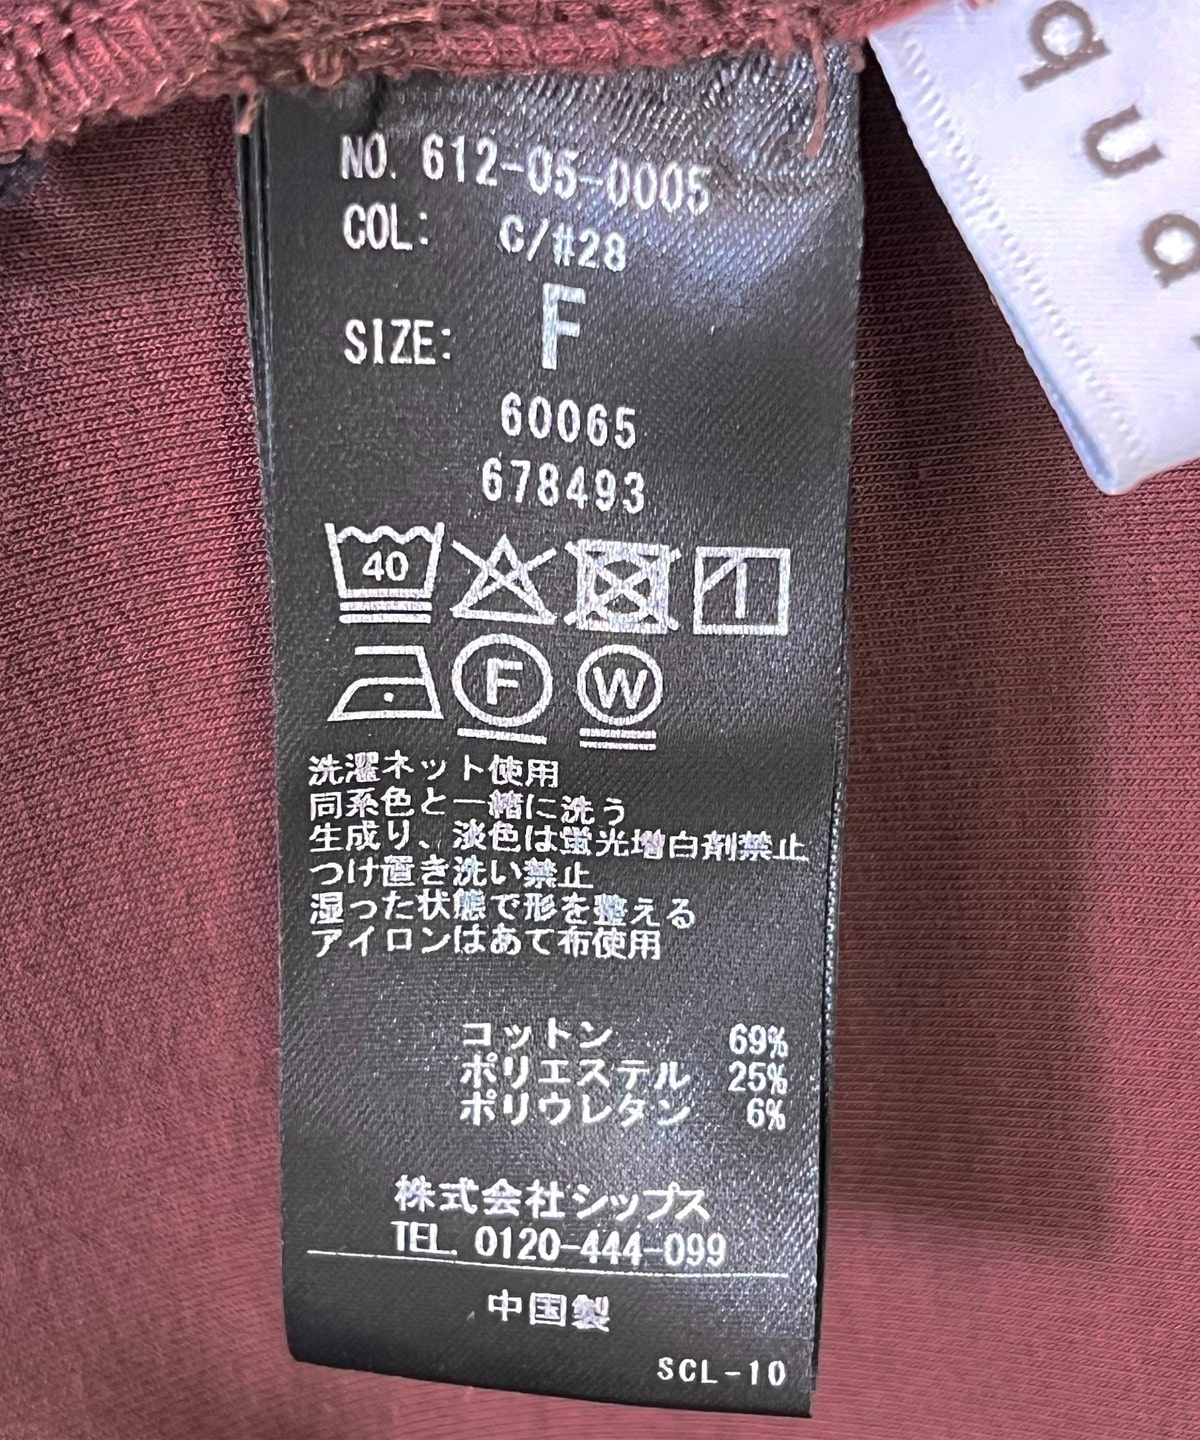 NO. 612-05-0005
COL: C/#28
SIZE: F
60065
678493
40
F W
洗濯ネット使用
同系色と一緒に洗う
生成り、淡色は蛍光増白剤禁止
つけ置き洗い禁止
湿った状態で形を整える
アイロンはあて布使用
コットン 69%
ポリエステル 25%
ポリウレタン 6%
株式会社シップス
TEL. 0120-444-099
中国製
SCL-10
qua